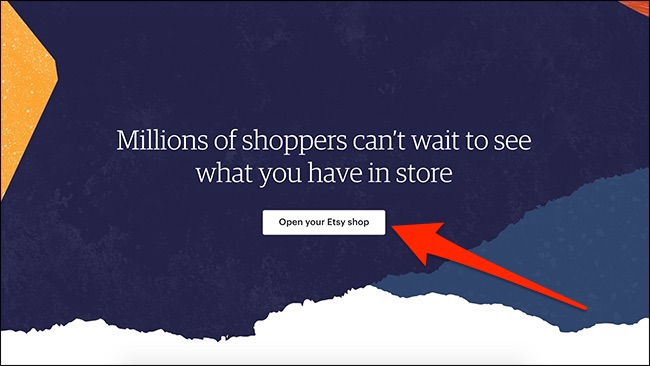 Millions of shoppers can’t wait to see
what you have in store
Open your Etsy shop